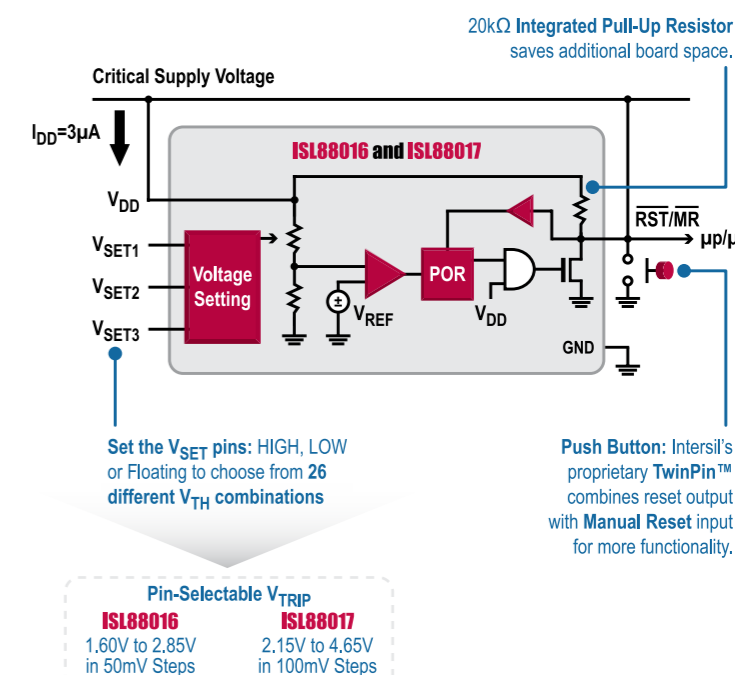 20kΩ Integrated Pull-Up Resistor
saves additional board space.
Critical Supply Voltage
IDD=3µA
ISL88016 and ISL88017
VDD
RST/MR
µp/µ
VSET1
Voltage
Setting
POR
VSET2
VREF
VDD
VSET3
GND
Set the VSET pins: HIGH, LOW
or Floating to choose from 26
different VTH combinations
Push Button: Intersil's
proprietary TwinPin™
combines reset output
with Manual Reset input
for more functionality.
Pin-Selectable VTRIP
ISL88016 ISL88017
1.60V to 2.85V 2.15V to 4.65V
in 50mV Steps in 100mV Steps